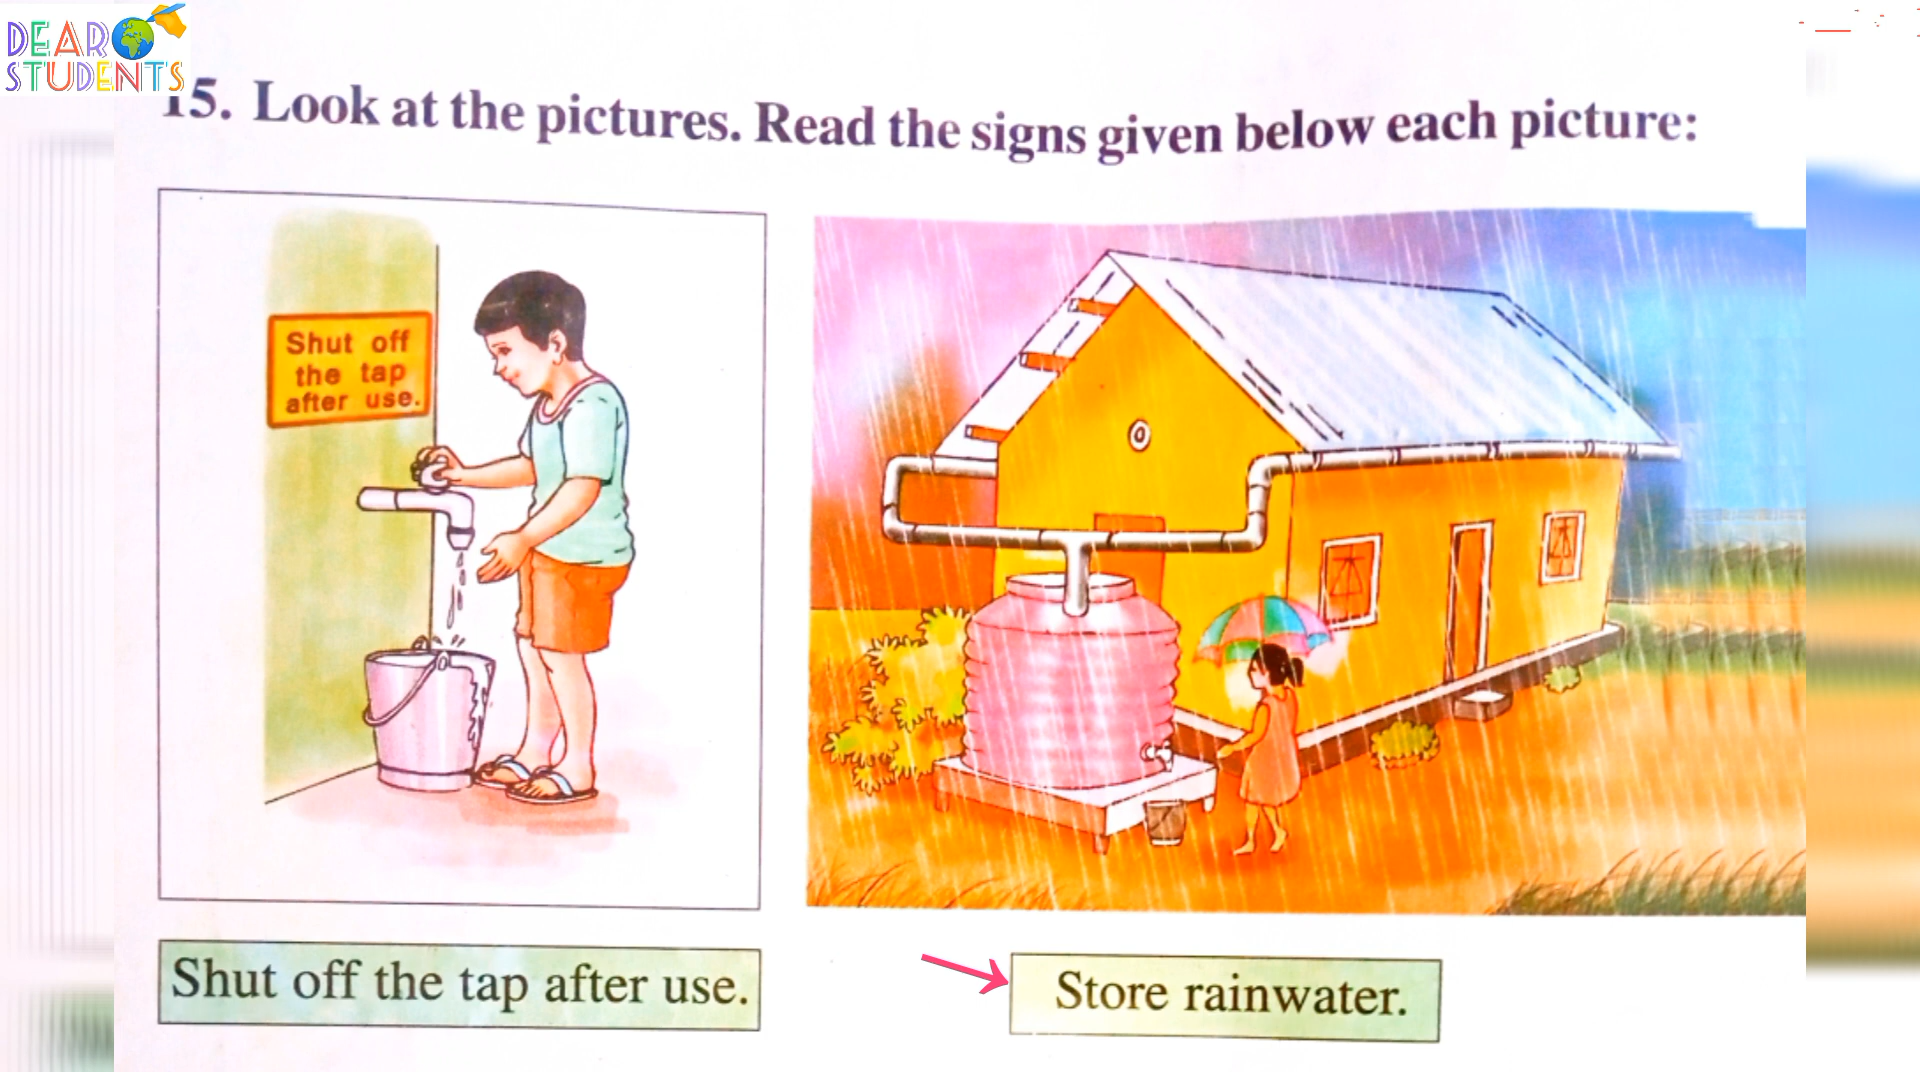 DEAR
STUDENTS
15. Look at the pictures. Read the signs given below each picture:
Shut off
the tap
after use.
Shut off the tap after use.
Store rainwater.